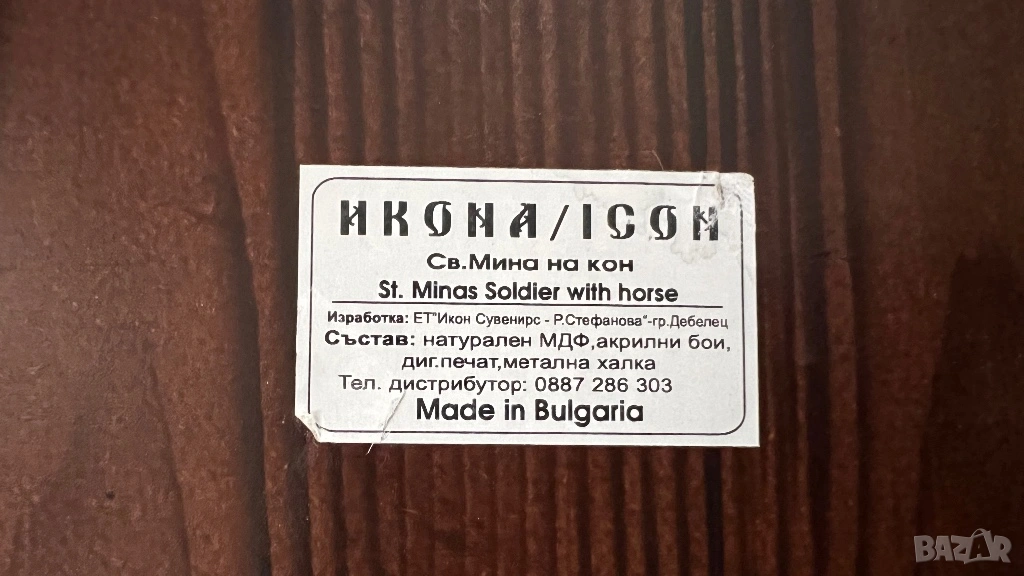 ИКОНА/ICON
Св.Мина на кон
St. Minas Soldier with horse
Изработка: ЕТ"Икон Сувенирс - Р.Стефанова"-гр.Дебелец
Състав: натурален МДФ,акрилни бои,
диг.печат,метална халка
Тел. дистрибутор: 0887 286 303
Made in Bulgaria
BAZAR